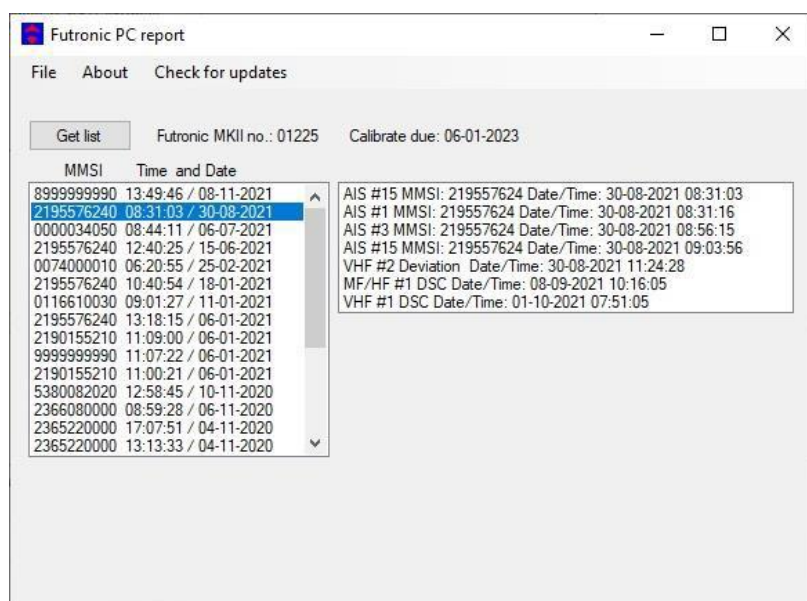 Futronic PC report
File About Check for updates
Get list Futronic MKII no.: 01225 Calibrate due: 06-01-2023
MMSI Time and Date
8999999990 13:49:46 / 08-11-2021
2195576240 08:31:03 / 30-08-2021
0000034050 08:44:11 / 06-07-2021
2195576240 12:40:25 / 15-06-2021
0074000010 06:20:55 / 25-02-2021
2195576240 10:40:54 / 18-01-2021
0116610030 09:01:27 / 11-01-2021
2195576240 13:18:15 / 06-01-2021
2190155210 11:09:00 / 06-01-2021
9999999990 11:07:22 / 06-01-2021
2190155210 11:00:21 / 06-01-2021
5380082020 12:58:45 / 10-11-2020
2366080000 08:59:28 / 06-11-2020
2365220000 17:07:51 / 04-11-2020
2365220000 13:13:33 / 04-11-2020
AIS #15 MMSI: 219557624 Date/Time: 30-08-2021 08:31:03
AIS #1 MMSI: 219557624 Date/Time: 30-08-2021 08:31:16
AIS #3 MMSI: 219557624 Date/Time: 30-08-2021 08:56:15
AIS #15 MMSI: 219557624 Date/Time: 30-08-2021 09:03:56
VHF #2 Deviation Date/Time: 30-08-2021 11:24:28
MF/HF #1 DSC Date/Time: 08-09-2021 10:16:05
VHF #1 DSC Date/Time: 01-10-2021 07:51:05